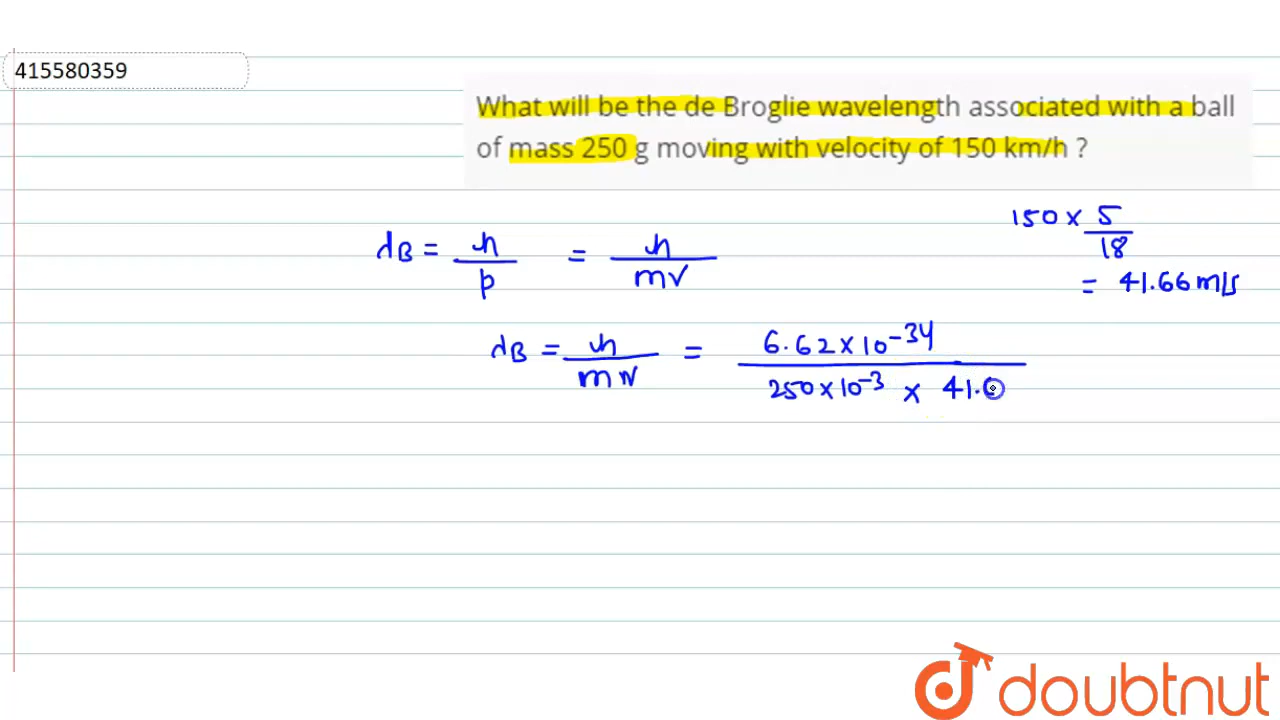 415580359
What will be the de Broglie wavelength associated with a ball
of mass 250 g moving with velocity of 150 km/h ?
150 × 5/18
= 41.66 m/s
λB = h/p = h/mv
λB = h/mv = 6.62 × 10^-34 / 250 × 10^-3 × 41.6
doubtnut